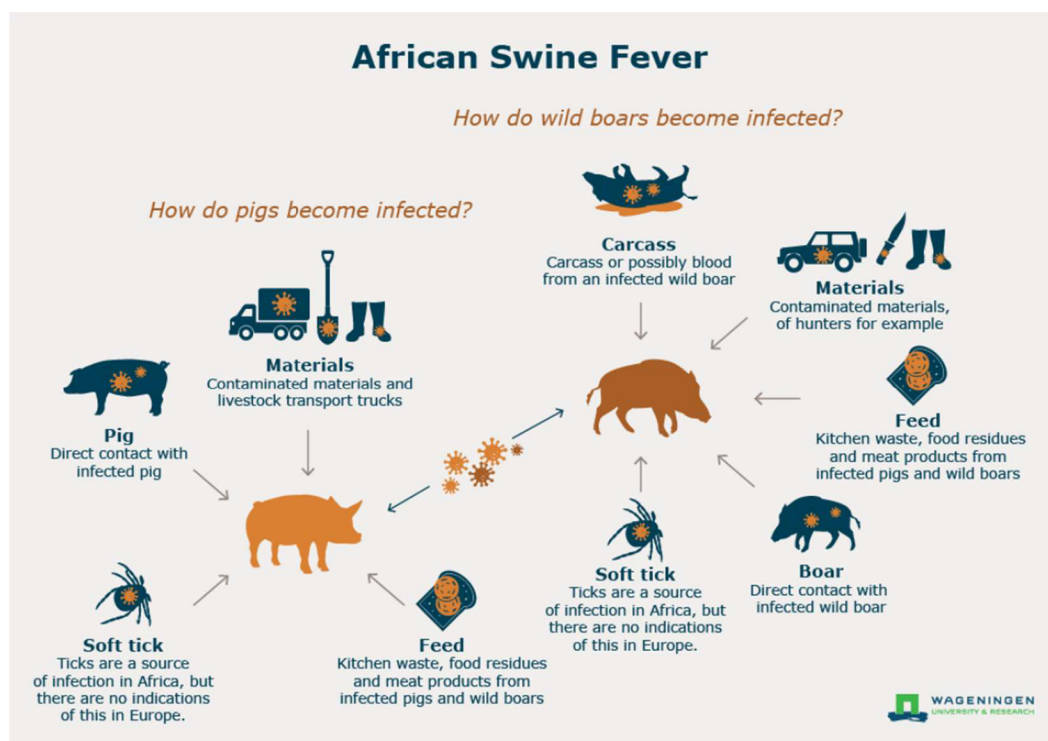 African Swine Fever
How do wild boars become infected?
How do pigs become infected?
Carcass
Carcass or possibly blood
from an infected wild boar
Materials
Contaminated materials,
of hunters for example
Materials
Contaminated materials and
livestock transport trucks
Pig
Direct contact with
infected pig
Feed
Kitchen waste, food residues
and meat products from
infected pigs and wild boars
Soft tick
Ticks are a source
of infection in Africa, but
there are no indications
of this in Europe.
Boar
Direct contact with
infected wild boar
Soft tick
Ticks are a source
of infection in Africa, but
there are no indications
of this in Europe.
Feed
Kitchen waste, food residues
and meat products from
infected pigs and wild boars
WAGENINGEN
UNIVERSITY & RESEARCH